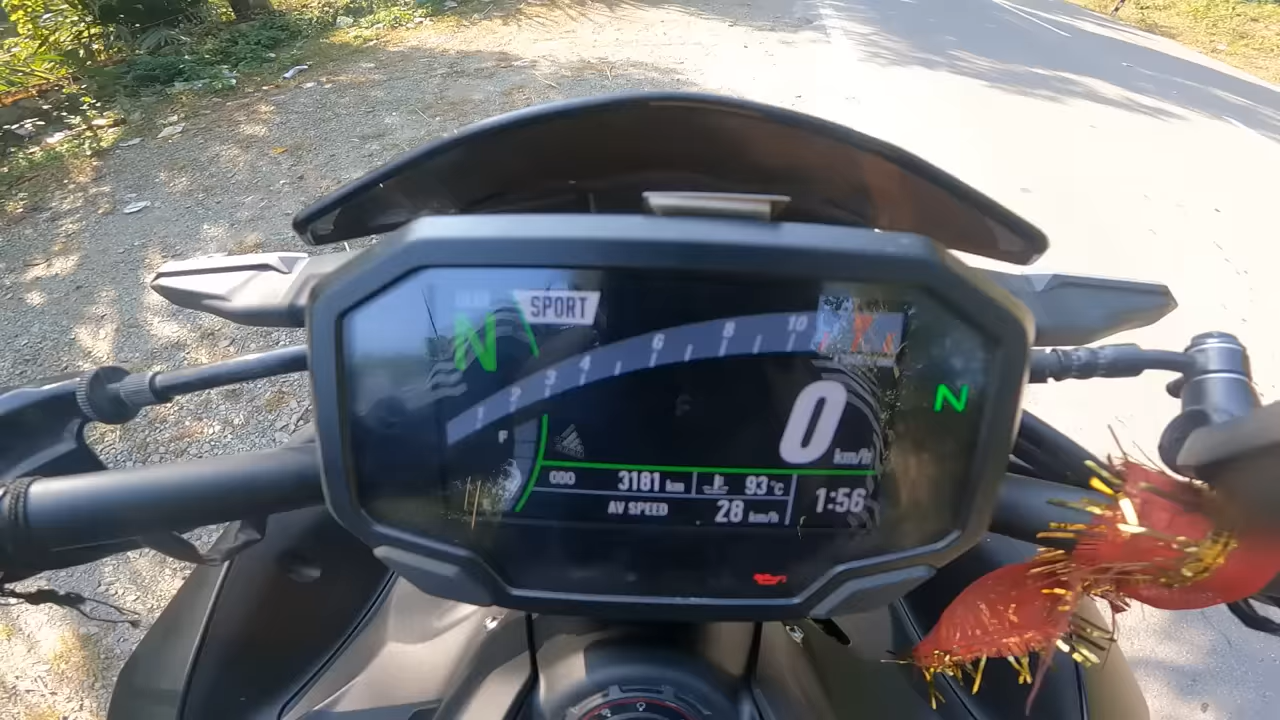 SPORT
N
1 2 3 4 6 8 10
N
0 km/h
F
ODO 3181 km 93 °C
AV SPEED 28 km/h 1:56